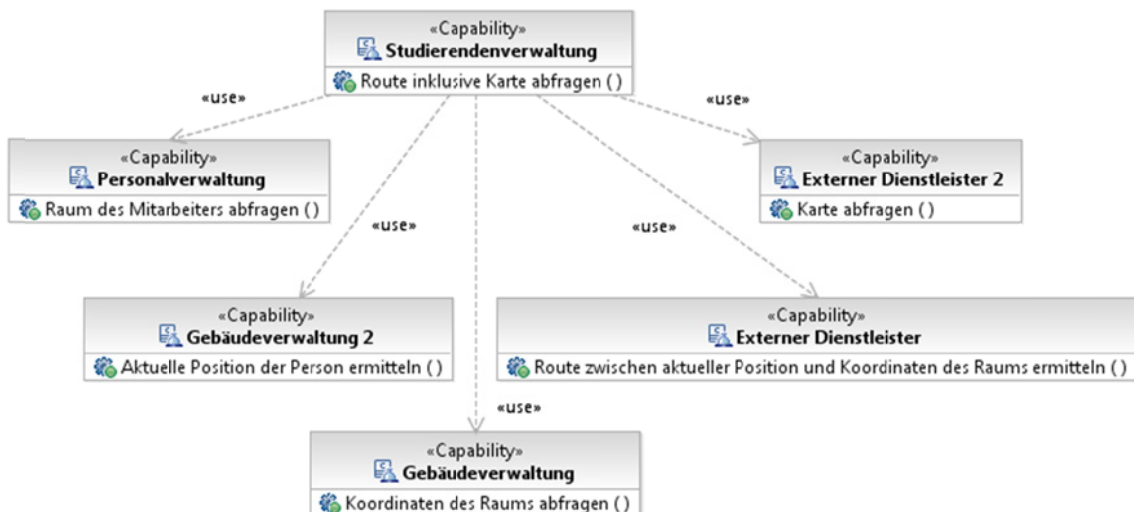 «Capability»
Studierendenverwaltung
Route inklusive Karte abfragen ( )
«use»
«use»
«Capability»
Personalverwaltung
Raum des Mitarbeiters abfragen ( )
«Capability»
Externer Dienstleister 2
Karte abfragen ( )
«use»
«use»
«Capability»
Gebäudeverwaltung 2
Aktuelle Position der Person ermitteln ( )
«Capability»
Externer Dienstleister
Route zwischen aktueller Position und Koordinaten des Raums ermitteln ( )
«use»
«Capability»
Gebäudeverwaltung
Koordinaten des Raums abfragen ( )